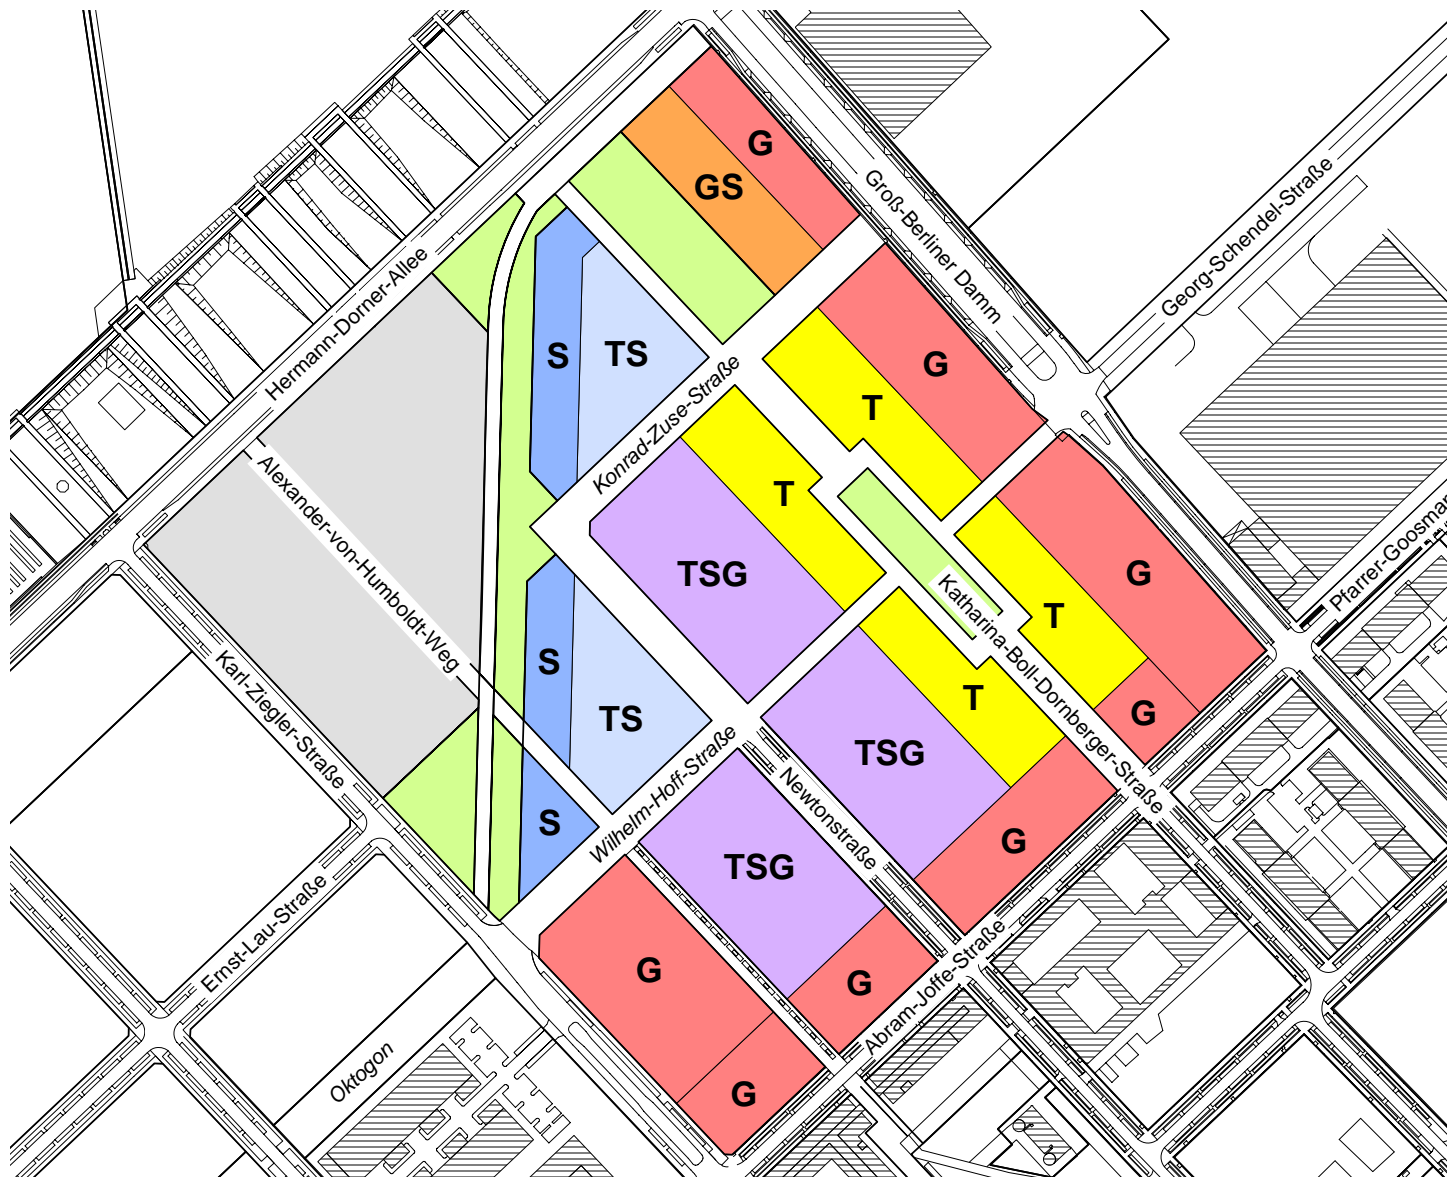 G
GS
Groß-Berliner Damm
Georg-Schendel-Straße
Hermann-Dorner-Allee
S
TS
G
Konrad-Zuse-Straße
T
T
Alexander-von-Humboldt-Weg
TSG
G
Pfarrer-Goosmann
Katharina-Boll-Dornberger-Straße
T
S
T
Karl-Ziegler-Straße
TS
G
Wilhelm-Hoff-Straße
TSG
Newtonstraße
S
G
TSG
Ernst-Lau-Straße
G
G
Abram-Joffe-Straße
Oktogon
G